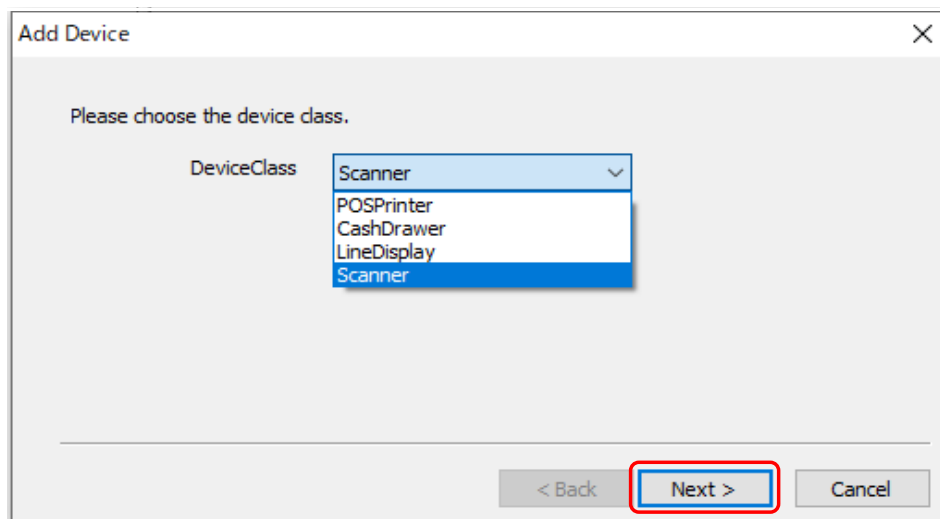 Add Device
Please choose the device class.
DeviceClass
Scanner
POSPrinter
CashDrawer
LineDisplay
Scanner
< Back
Next >
Cancel